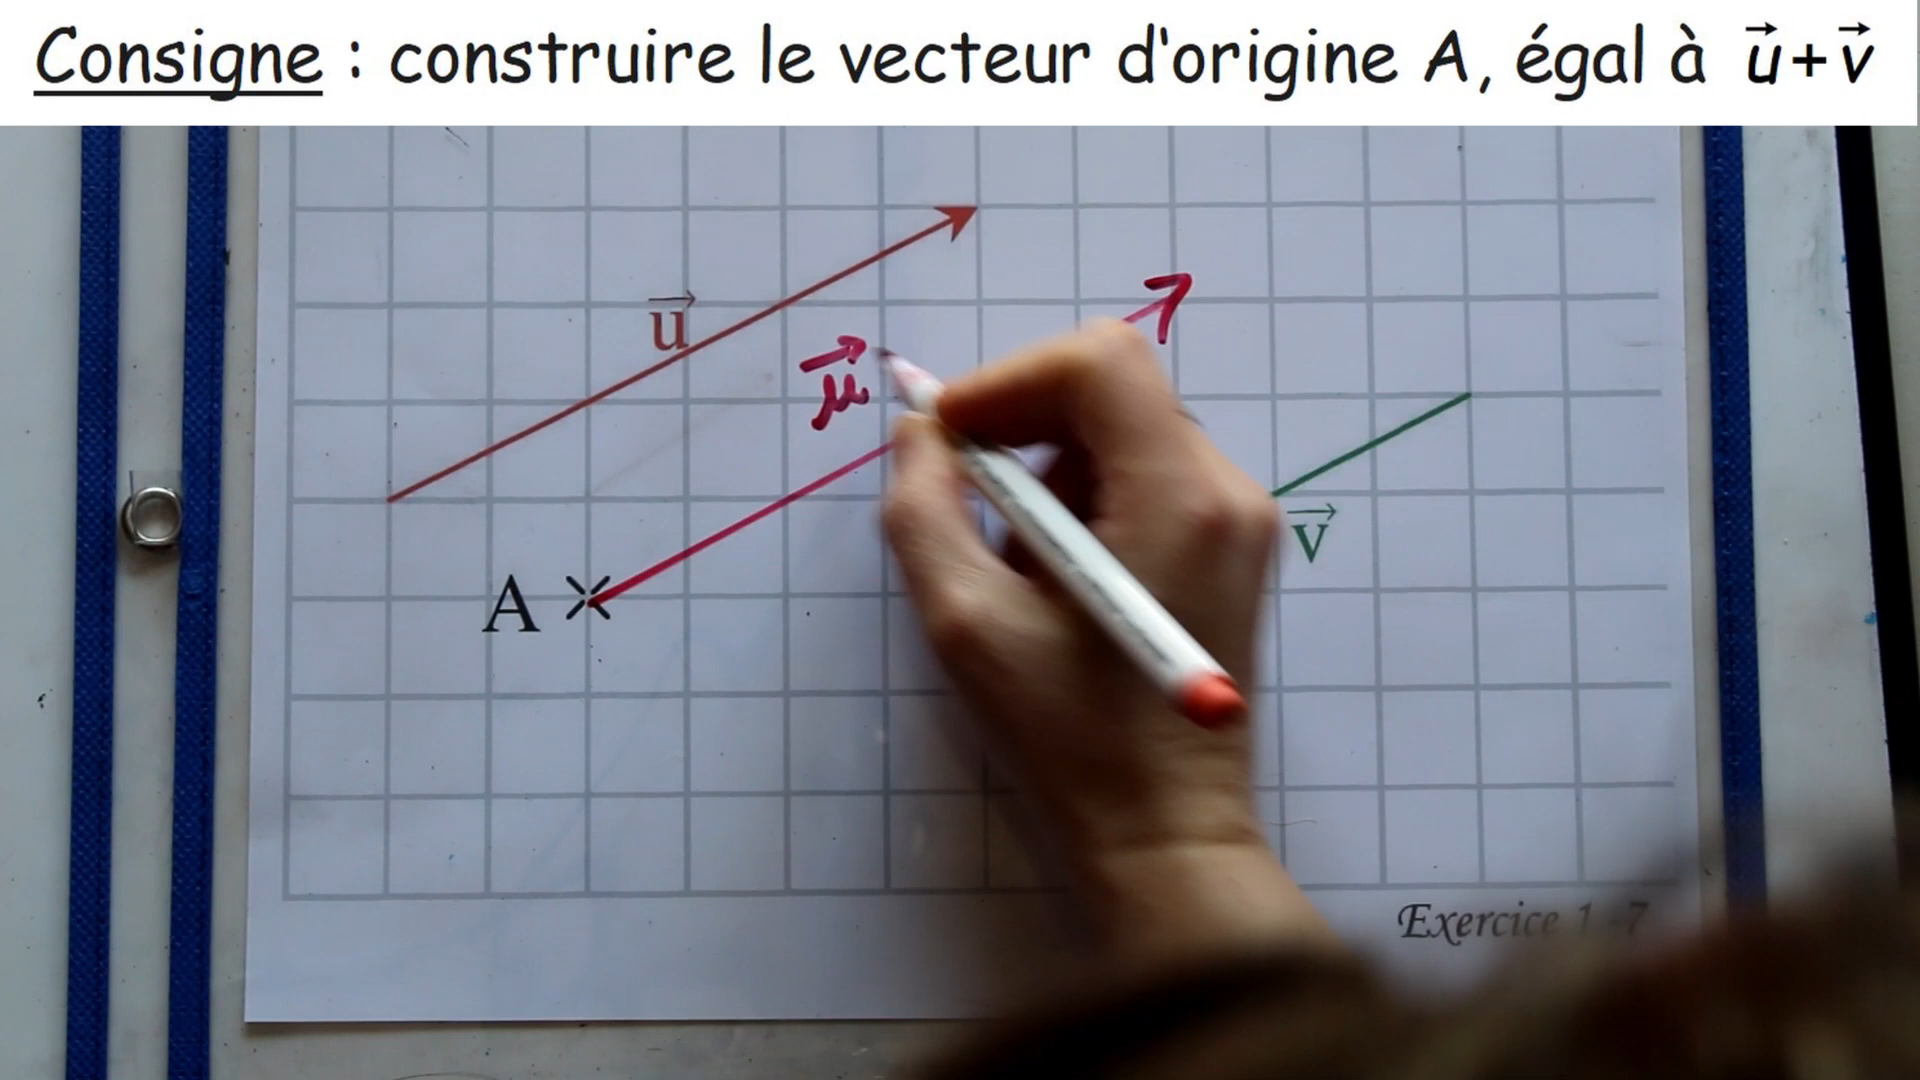 Consigne : construire le vecteur d'origine A, égal à u⃗+v⃗
u⃗
μ⃗
v⃗
A
Exercice 1-7